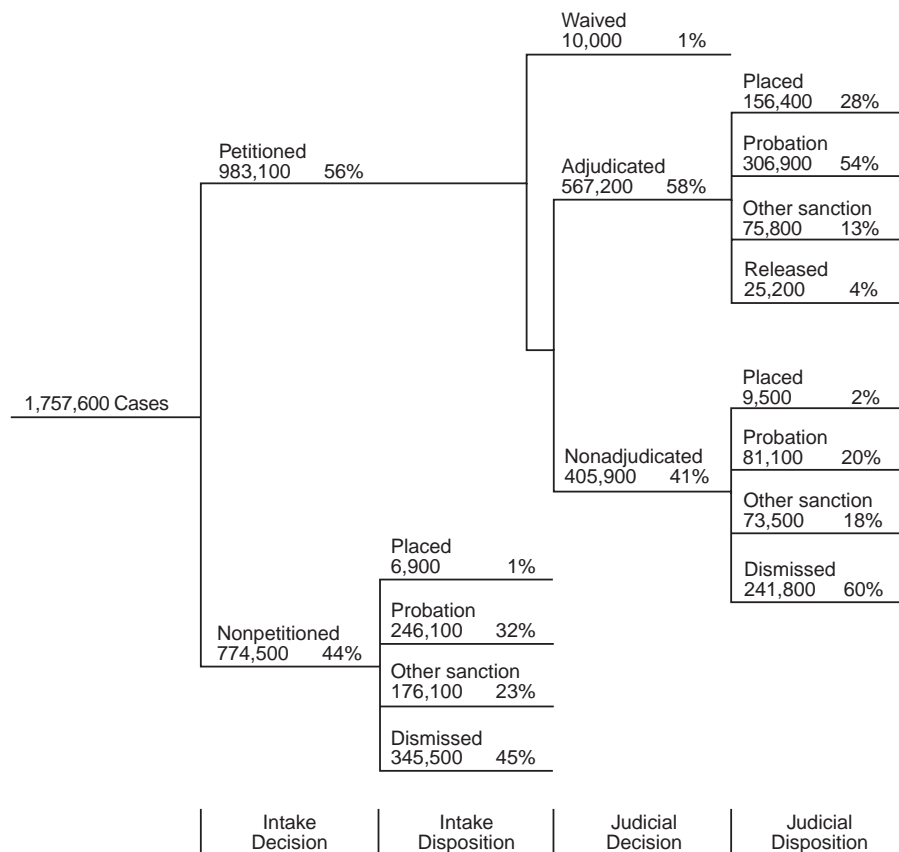 Waived
10,000 1%
Placed
156,400 28%
Petitioned
983,100 56%
Probation
306,900 54%
Adjudicated
567,200 58%
Other sanction
75,800 13%
Released
25,200 4%
1,757,600 Cases
Placed
9,500 2%
Probation
81,100 20%
Nonadjudicated
405,900 41%
Other sanction
73,500 18%
Dismissed
241,800 60%
Placed
6,900 1%
Probation
246,100 32%
Nonpetitioned
774,500 44%
Other sanction
176,100 23%
Dismissed
345,500 45%
Intake
Decision
Intake
Disposition
Judicial
Decision
Judicial
Disposition